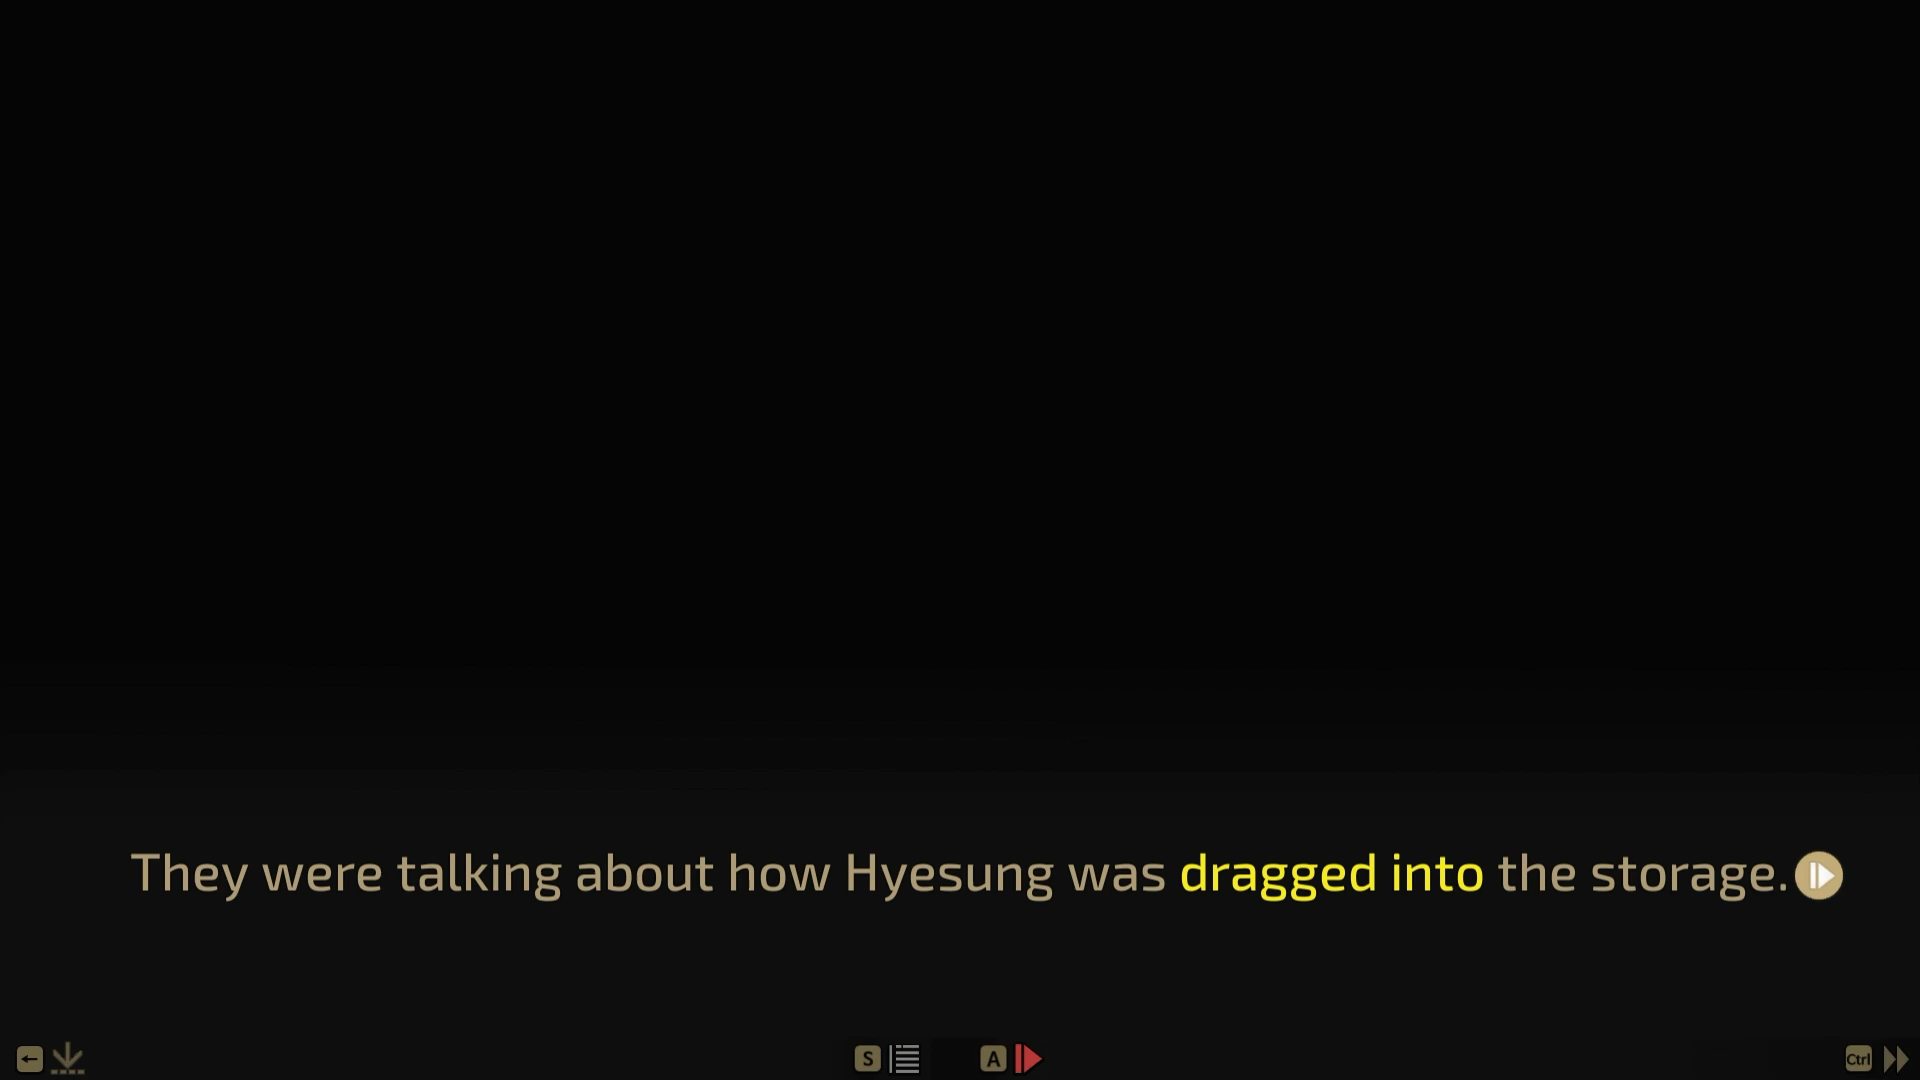 They were talking about how Hyesung was dragged into the storage.
S
A
Ctrl